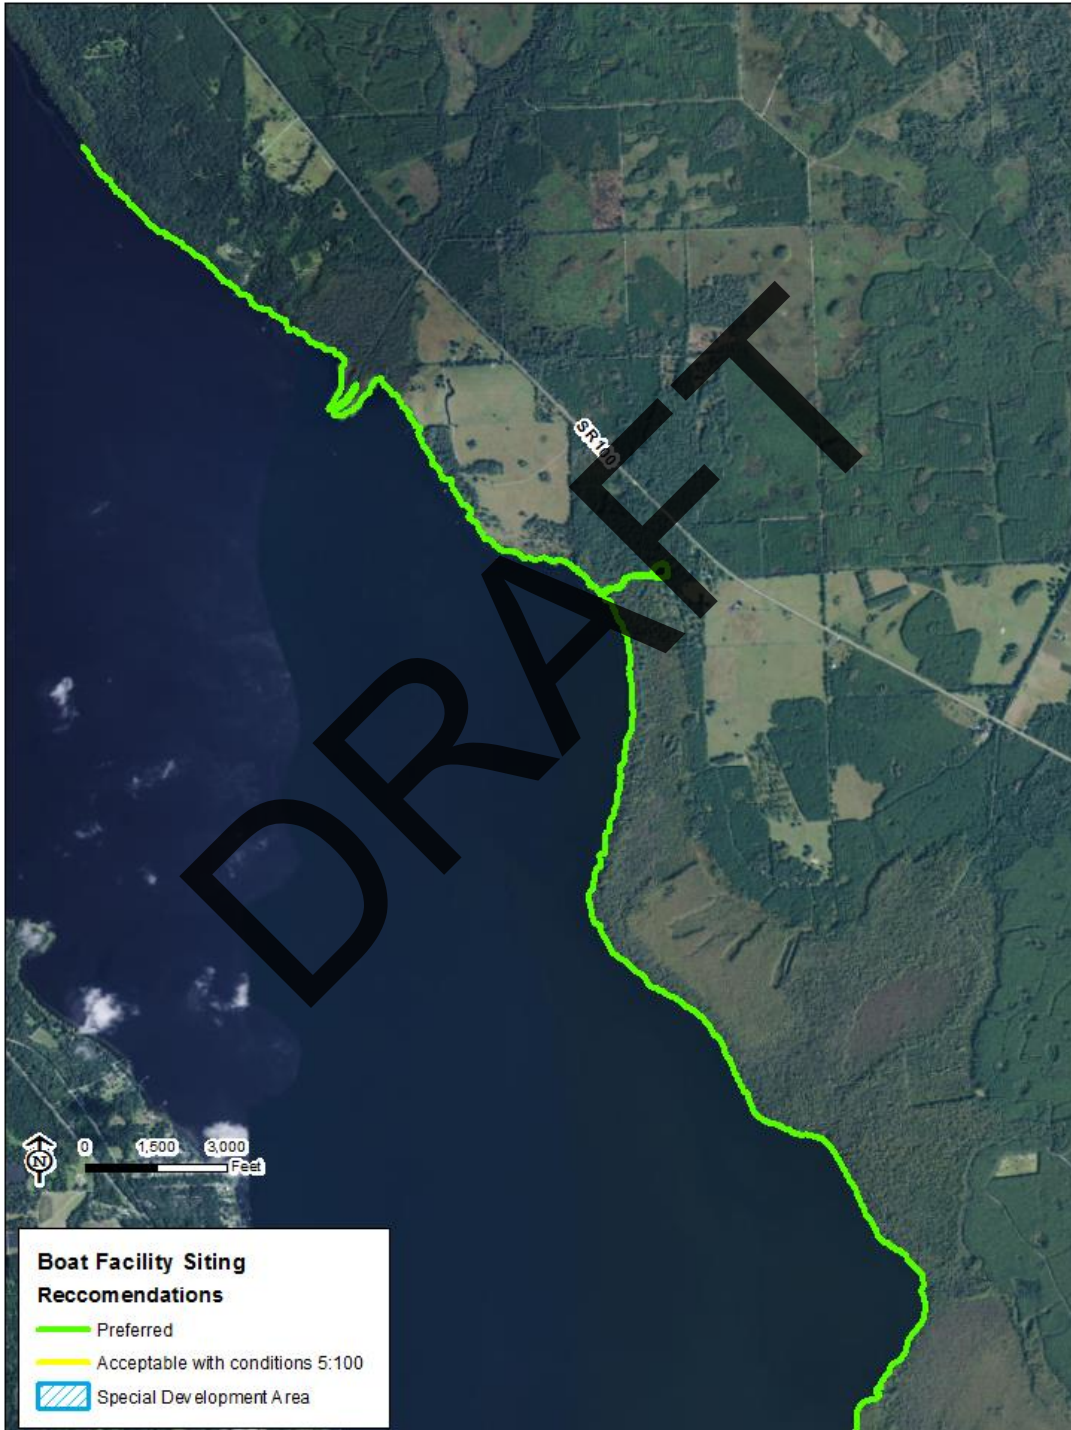 SR100
DRAFT
N
0 1,500 3,000
Feet
Boat Facility Siting
Reccomendations
Preferred
Acceptable with conditions 5:100
Special Development Area